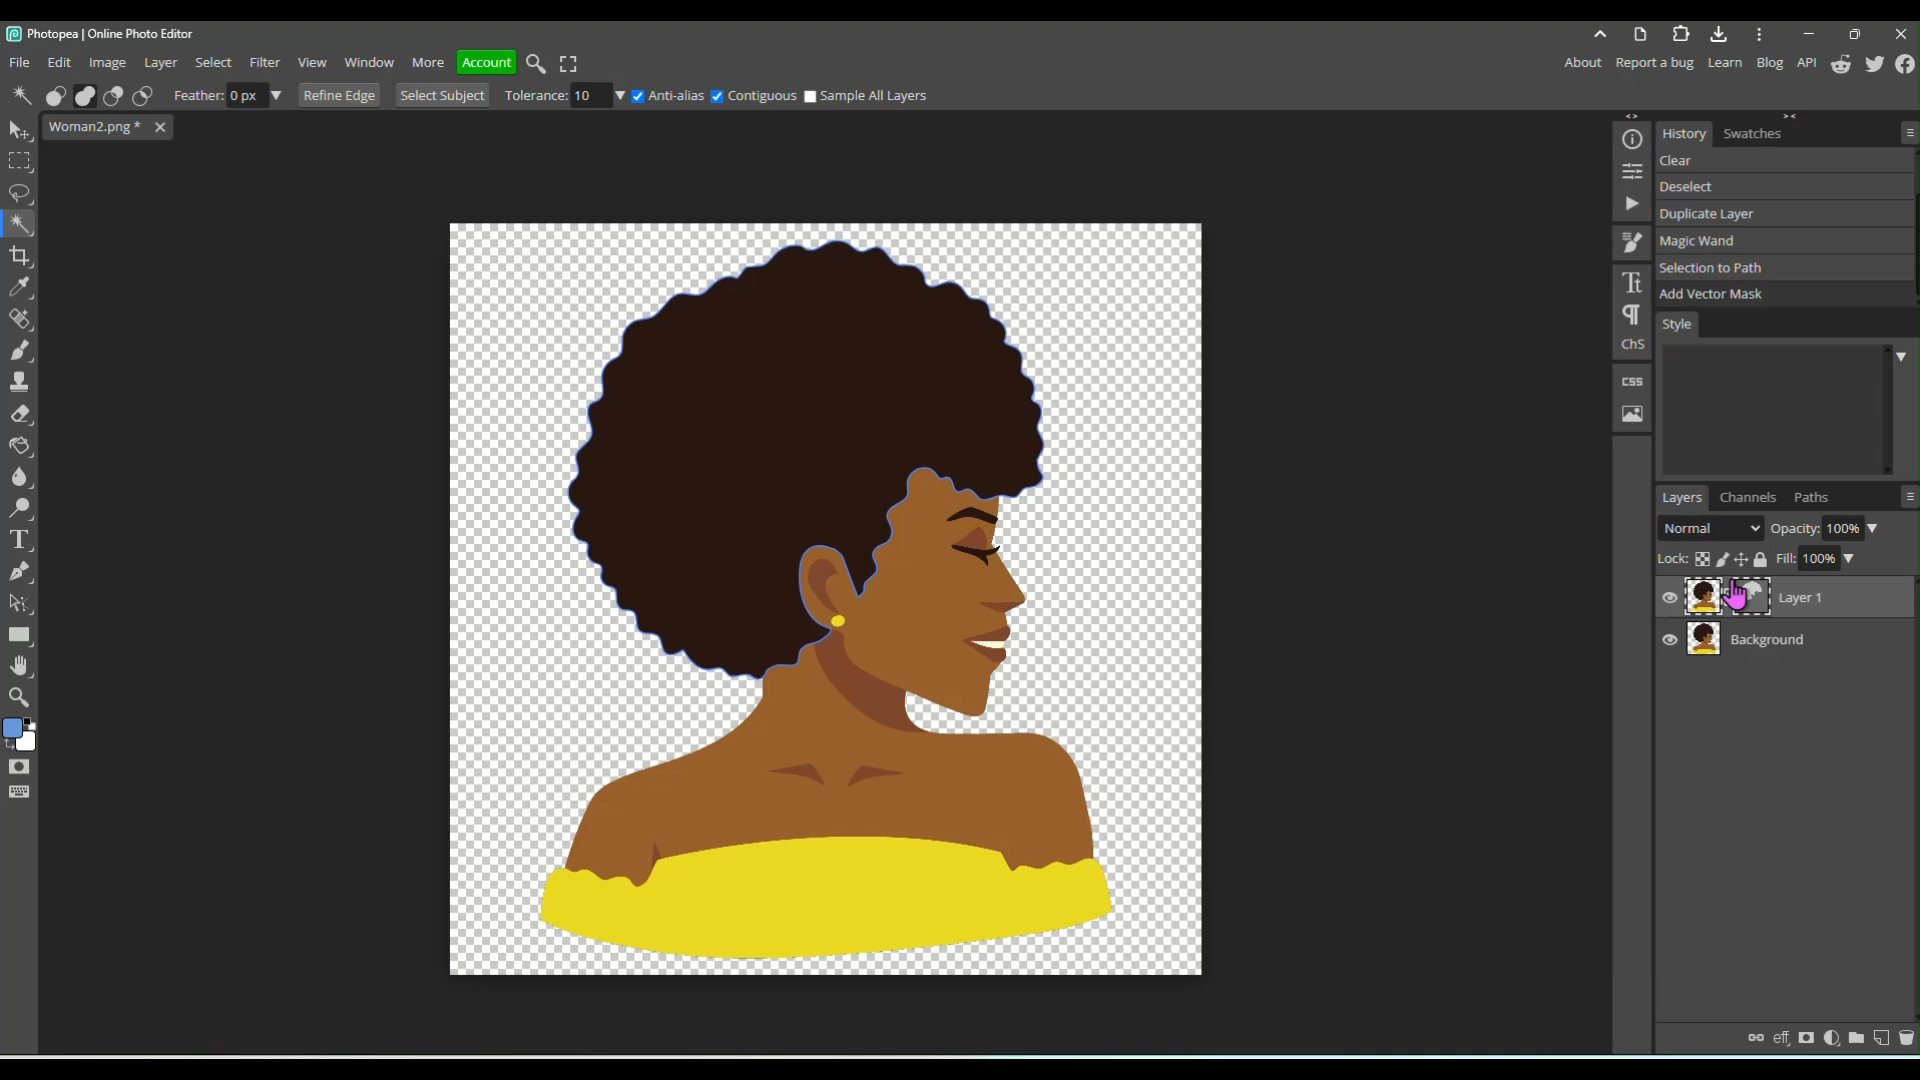 Photopea | Online Photo Editor
File Edit Image Layer Select Filter View Window More Account
About Report a bug Learn Blog API
Feather: 0 px Refine Edge Select Subject Tolerance: 10 Anti-alias Contiguous Sample All Layers
Woman2.png *
History Swatches
Clear
Deselect
Duplicate Layer
Magic Wand
Selection to Path
Add Vector Mask
Style
ChS
CSS
Layers Channels Paths
Normal Opacity: 100%
Lock: Fill: 100%
Layer 1
Background
eff